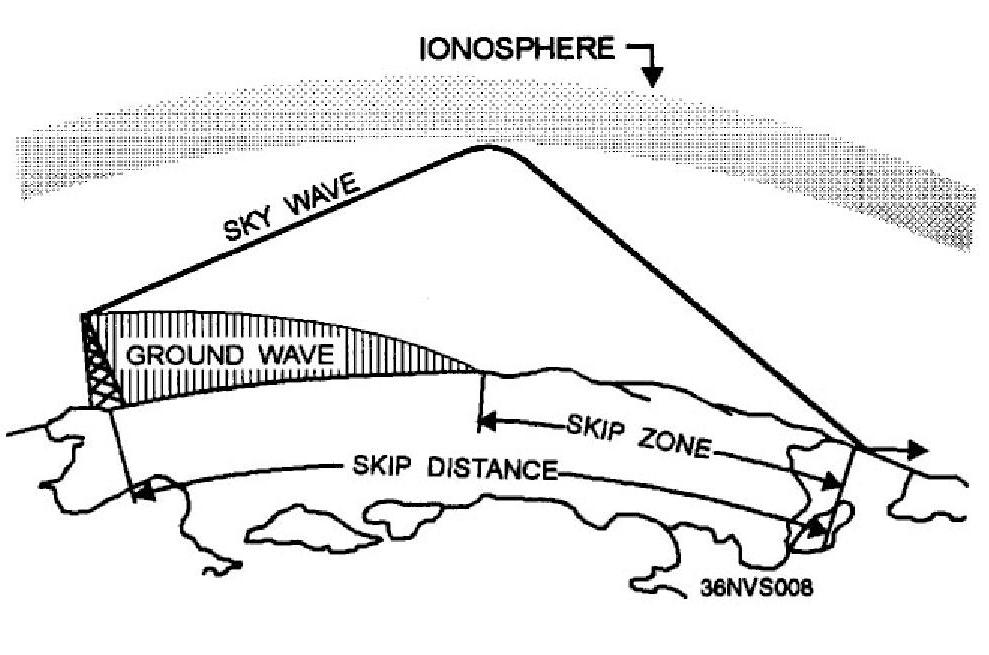 IONOSPHERE
SKY WAVE
GROUND WAVE
SKIP ZONE
SKIP DISTANCE
36NVS008